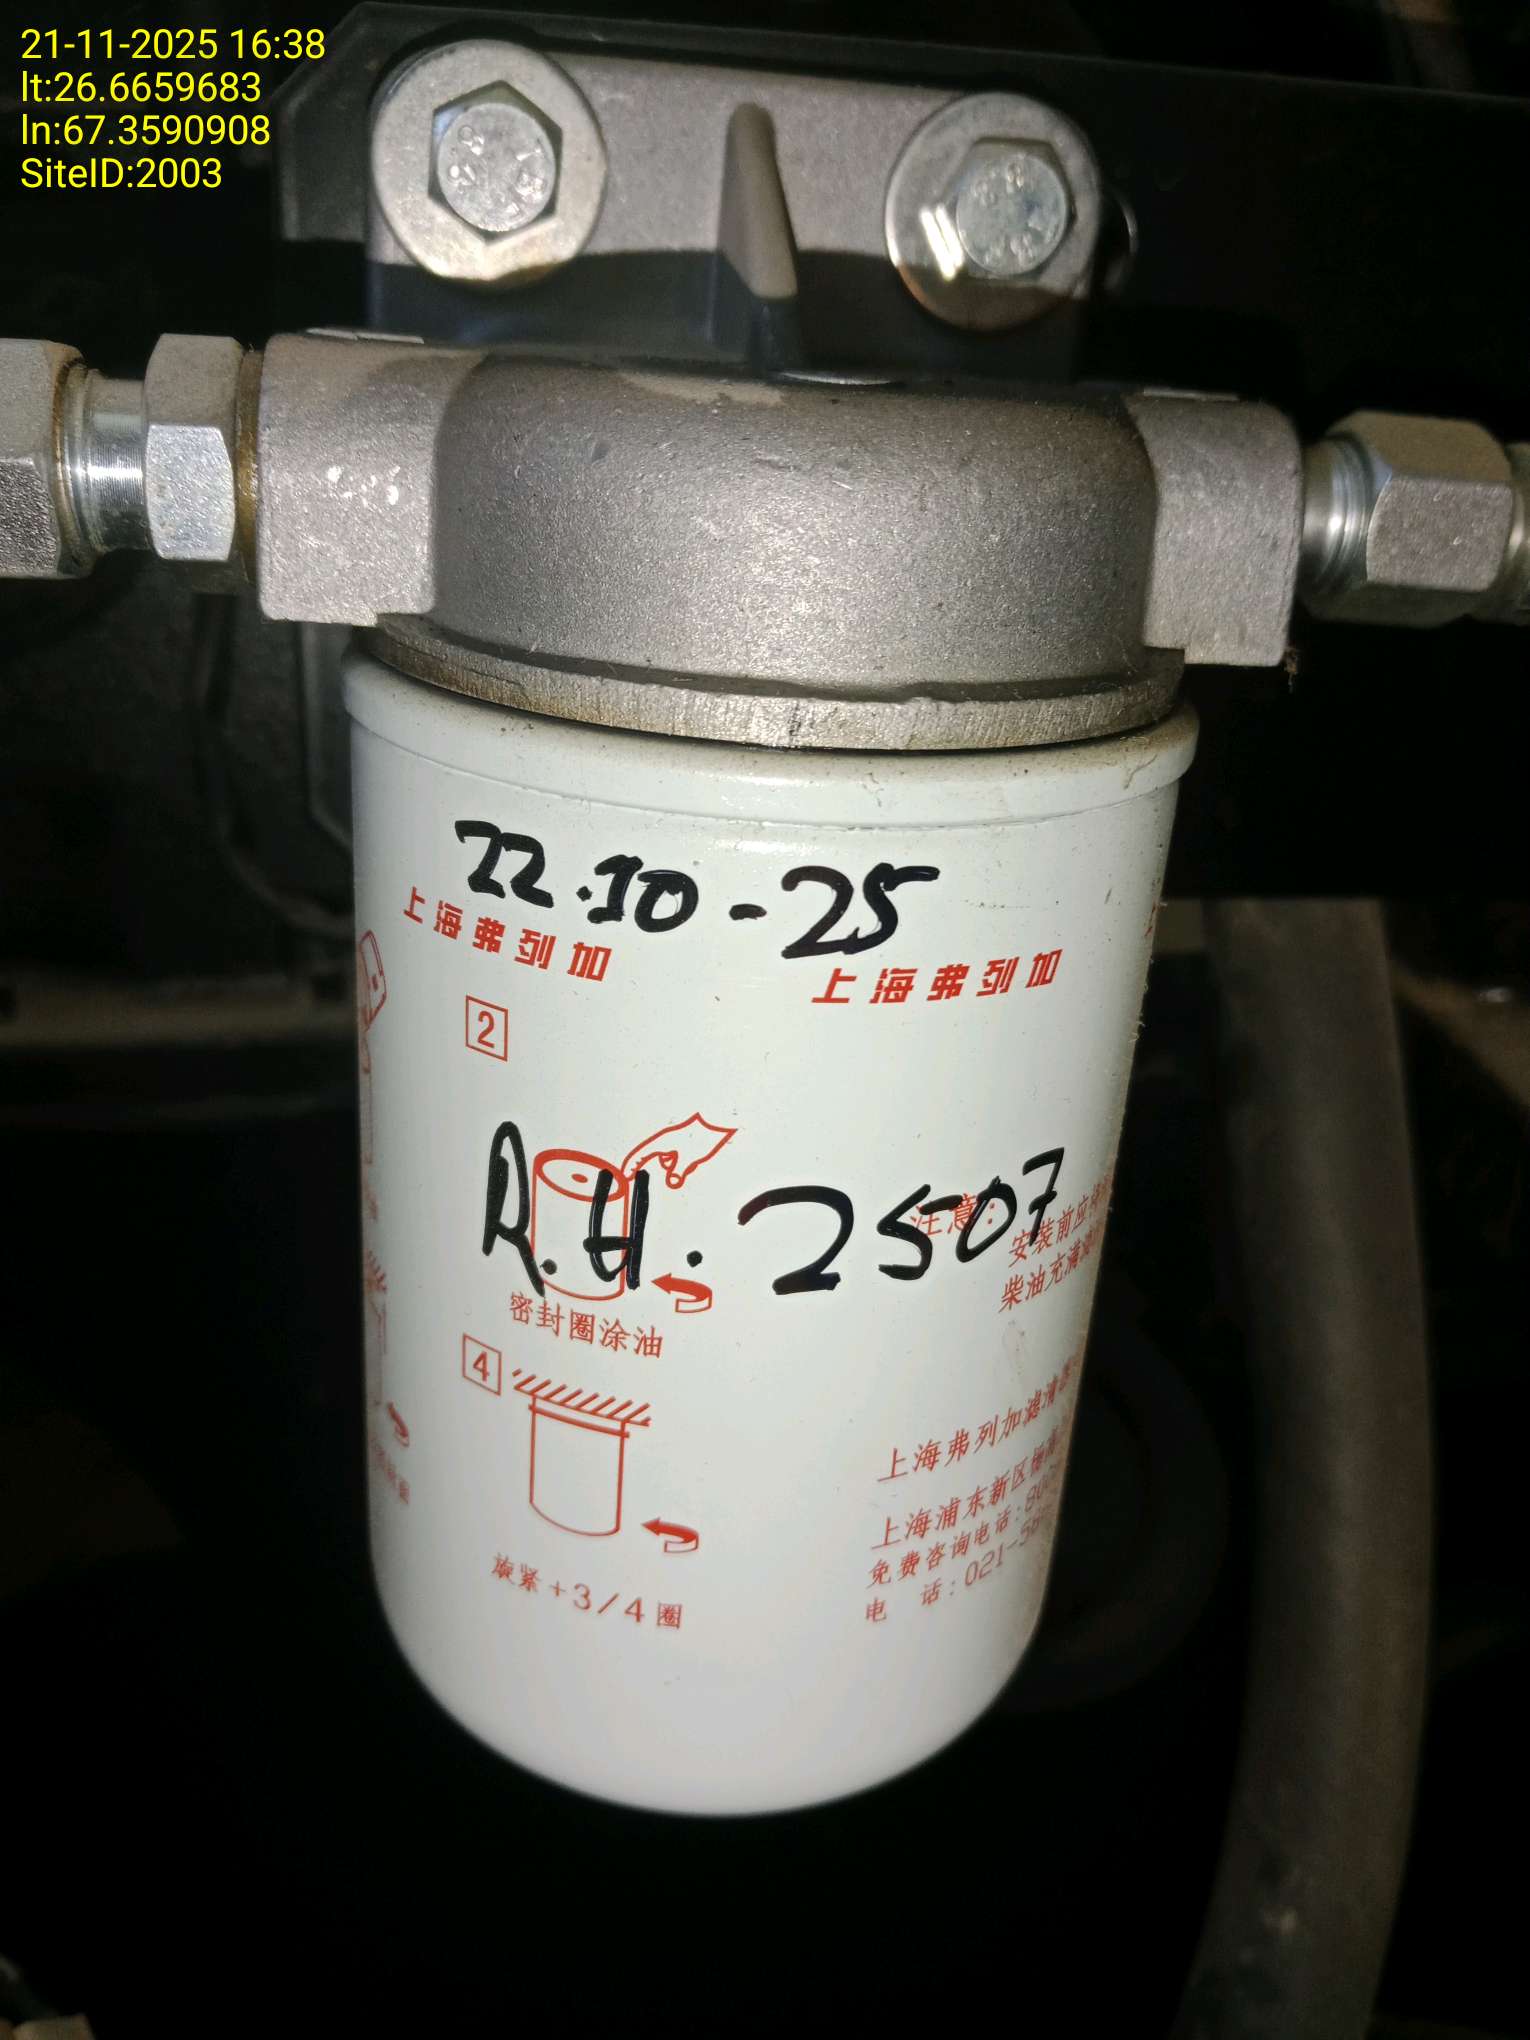 21-11-2025 16:38
lt:26.6659683
ln:67.3590908
SiteID:2003
22.10-25
上海弗列加
上海弗列加
2
R.H. 2507
注意:
安装前应
柴油充满
密封圈涂油
4
旋紧+3/4圈
上海弗列加滤清
上海浦东新区
免费咨询电话:800
电 话:021-58